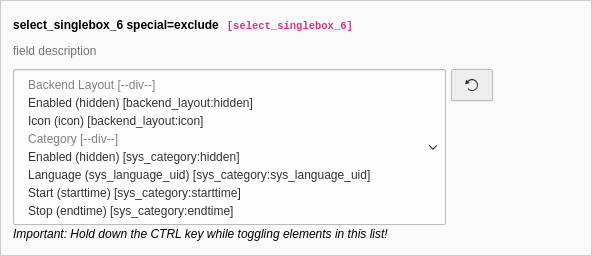 select_singlebox_6 special=exclude [select_singlebox_6]
field description
Backend Layout [--div--]
Enabled (hidden) [backend_layout:hidden]
Icon (icon) [backend_layout:icon]
Category [--div--]
Enabled (hidden) [sys_category:hidden]
Language (sys_language_uid) [sys_category:sys_language_uid]
Start (starttime) [sys_category:starttime]
Stop (endtime) [sys_category:endtime]
Important: Hold down the CTRL key while toggling elements in this list!